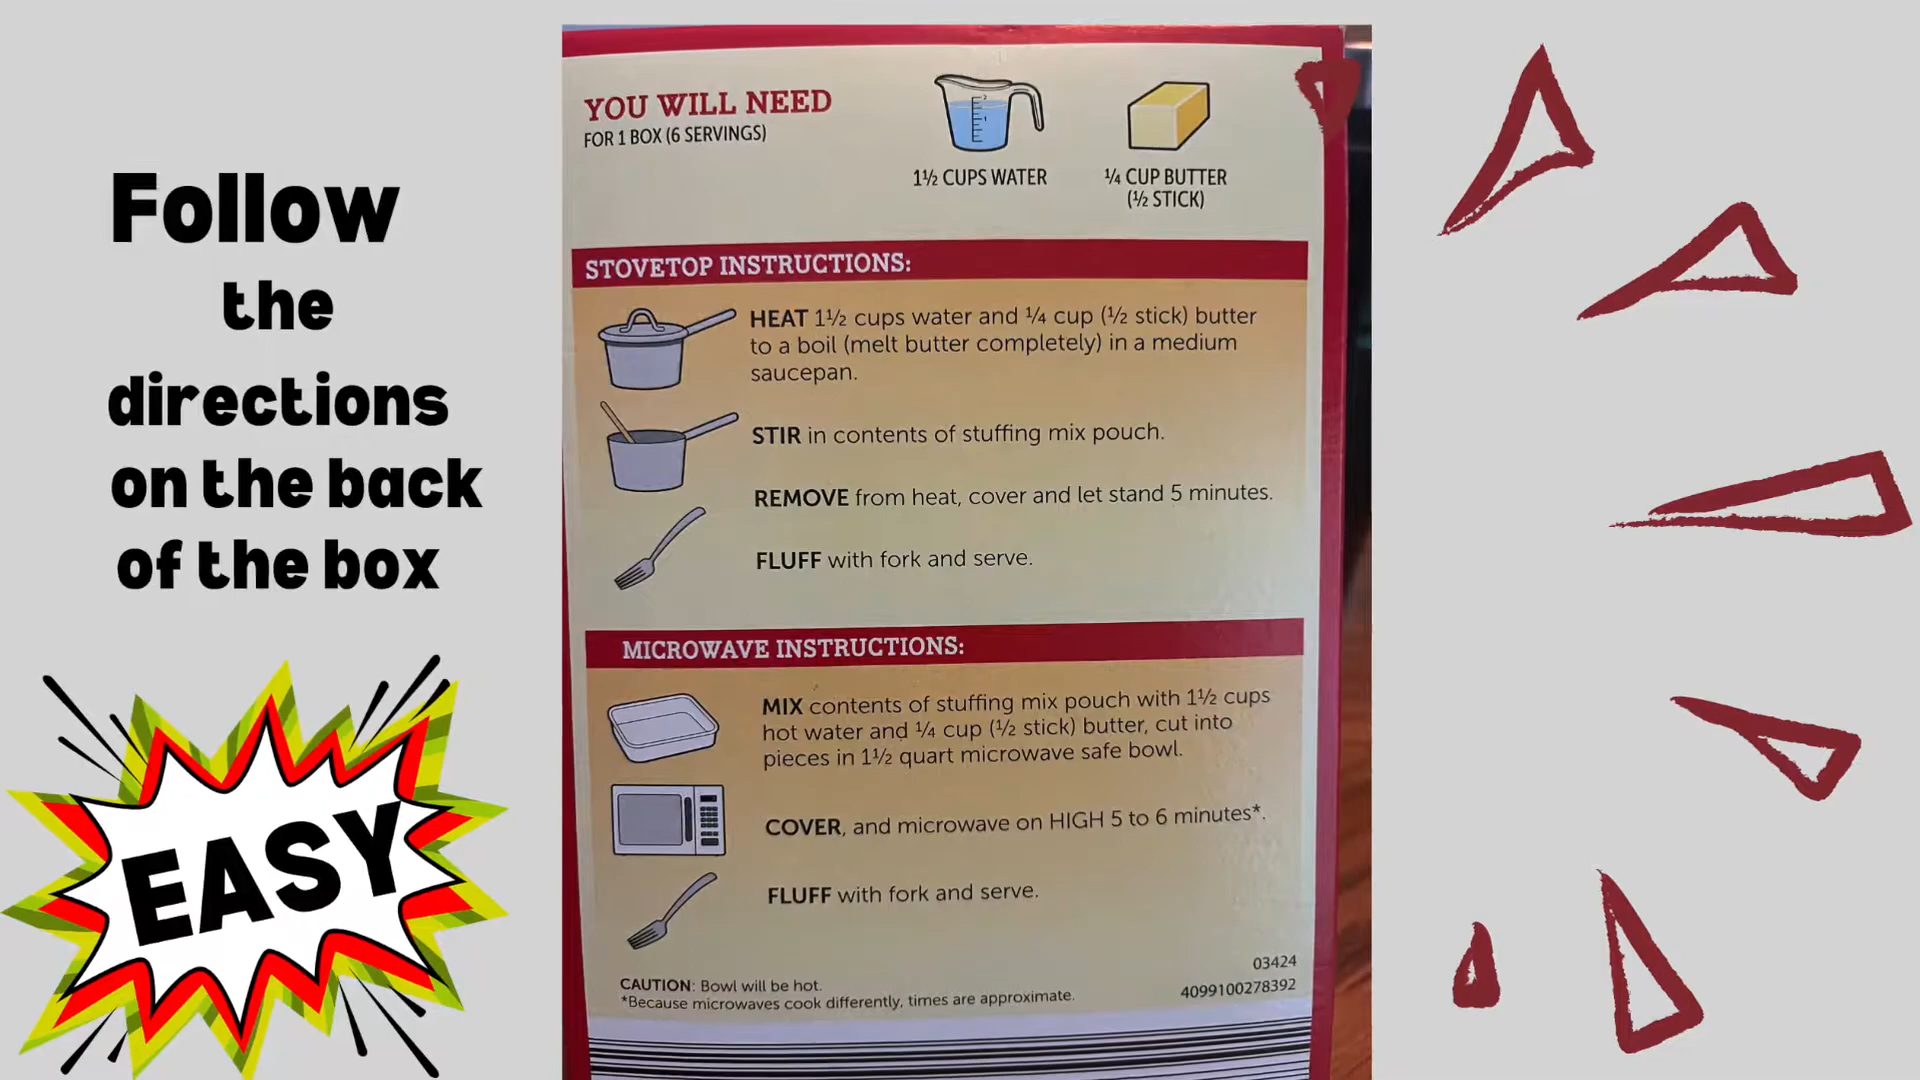 Follow
the
directions
on the back
of the box
EASY
YOU WILL NEED
FOR 1 BOX (6 SERVINGS)
2
1
1½ CUPS WATER
¼ CUP BUTTER
(½ STICK)
STOVETOP INSTRUCTIONS:
HEAT 1½ cups water and ¼ cup (½ stick) butter
to a boil (melt butter completely) in a medium
saucepan.
STIR in contents of stuffing mix pouch.
REMOVE from heat, cover and let stand 5 minutes.
FLUFF with fork and serve.
MICROWAVE INSTRUCTIONS:
MIX contents of stuffing mix pouch with 1½ cups
hot water and ¼ cup (½ stick) butter, cut into
pieces in 1½ quart microwave safe bowl.
COVER, and microwave on HIGH 5 to 6 minutes*.
FLUFF with fork and serve.
CAUTION: Bowl will be hot.
*Because microwaves cook differently, times are approximate.
03424
4099100278392